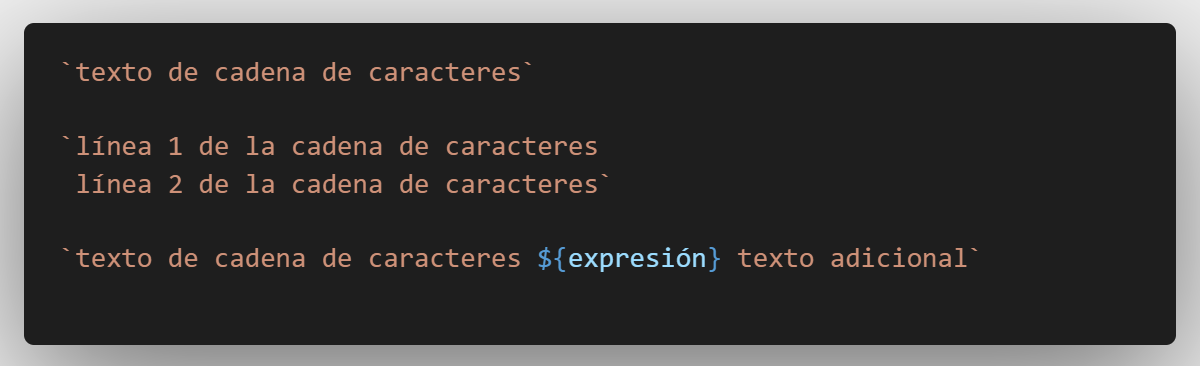 `texto de cadena de caracteres`
`línea 1 de la cadena de caracteres
 línea 2 de la cadena de caracteres`
`texto de cadena de caracteres ${expresión} texto adicional`